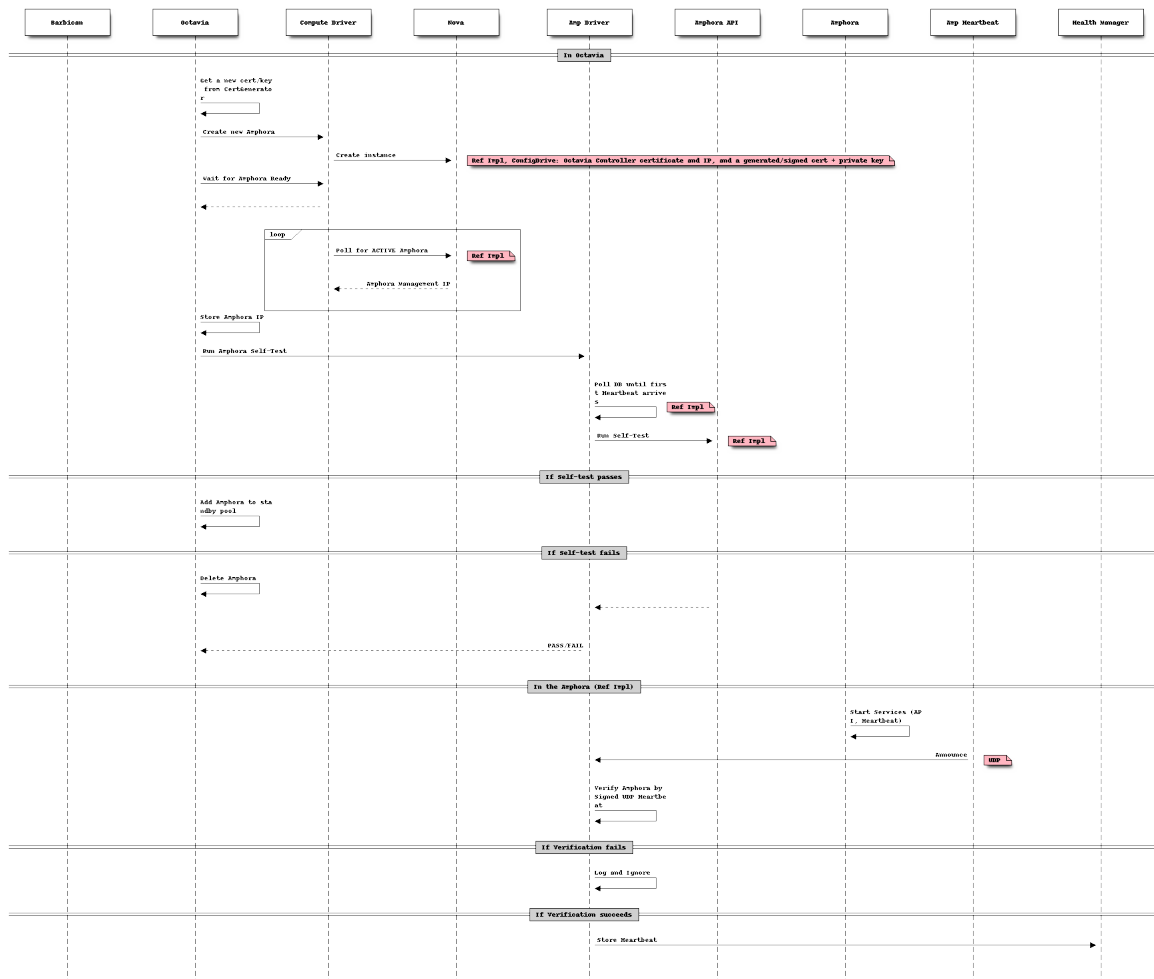 Barbican
Octavia
Compute Driver
Nova
Amp Driver
Amphora API
Amphora
Amp Heartbeat
Health Manager
In Octavia
Get a new cert/key
from CertGenerato
r
Create new Amphora
Create instance
Ref Impl, ConfigDrive: Octavia Controller certificate and IP, and a generated/signed cert + private key
Wait for Amphora Ready
loop
Poll for ACTIVE Amphora
Ref Impl
Amphora Management IP
Store Amphora IP
Run Amphora Self-Test
Poll DB until firs
t Heartbeat arrive
s
Ref Impl
Run Self-Test
Ref Impl
If Self-test passes
Add Amphora to sta
ndby pool
If Self-test fails
Delete Amphora
PASS/FAIL
In the Amphora (Ref Impl)
Start Services (AP
I, Heartbeat)
Announce
UDP
Verify Amphora by
Signed UDP Heartbe
at
If Verification fails
Log and Ignore
If Verification succeeds
Store Heartbeat